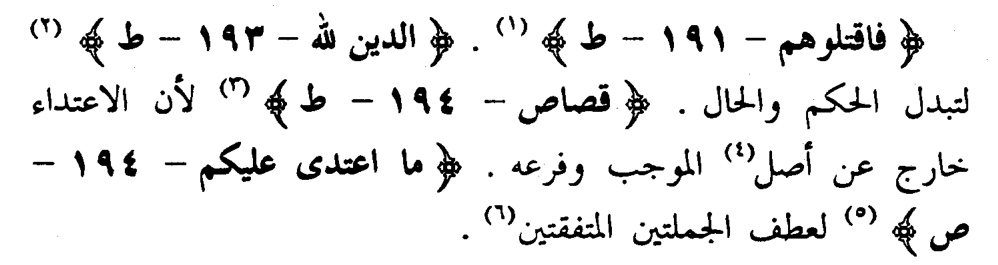 ﴿ فاقتلوهم – ١٩١ – ط ﴾ (١) . ﴿ الدين لله – ١٩٣ – ط ﴾ (٢)
لتبدل الحكم والحال . ﴿ قصاص – ١٩٤ – ط ﴾ (٣) لأن الاعتداء
خارج عن أصل(٤) الموجب وفرعه . ﴿ ما اعتدى عليكم – ١٩٤ –
ص ﴾ (٥) لعطف الجملتين المتفقتين(٦) .